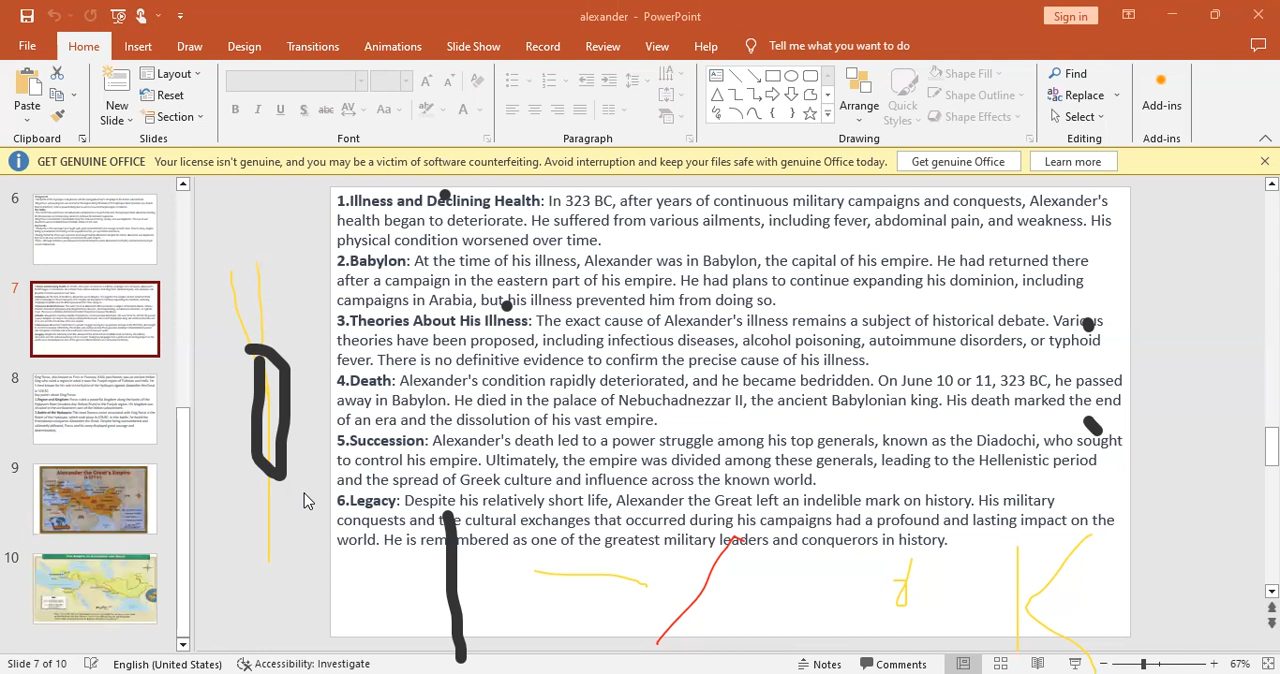 alexander - PowerPoint
Sign in
File Home Insert Draw Design Transitions Animations Slide Show Record Review View Help Tell me what you want to do
Paste
New Slide
Layout
Reset
Section
B I U S abc AV Aa A
Arrange
Quick Styles
Shape Fill
Shape Outline
Shape Effects
Find
Replace
Select
Add-ins
Clipboard Slides Font Paragraph Drawing Editing Add-ins
GET GENUINE OFFICE Your license isn't genuine, and you may be a victim of software counterfeiting. Avoid interruption and keep your files safe with genuine Office today. Get genuine Office Learn more
6
7
8
9
Alexander the Great's Empire
10
1.Illness and Declining Health: In 323 BC, after years of continuous military campaigns and conquests, Alexander's
health began to deteriorate. He suffered from various ailments, including fever, abdominal pain, and weakness. His
physical condition worsened over time.
2.Babylon: At the time of his illness, Alexander was in Babylon, the capital of his empire. He had returned there
after a campaign in the eastern part of his empire. He had plans to continue expanding his dominion, including
campaigns in Arabia, but his illness prevented him from doing so.
3.Theories About His Illness: The exact cause of Alexander's illness remains a subject of historical debate. Various
theories have been proposed, including infectious diseases, alcohol poisoning, autoimmune disorders, or typhoid
fever. There is no definitive evidence to confirm the precise cause of his illness.
4.Death: Alexander's condition rapidly deteriorated, and he became bedridden. On June 10 or 11, 323 BC, he passed
away in Babylon. He died in the palace of Nebuchadnezzar II, the ancient Babylonian king. His death marked the end
of an era and the dissolution of his vast empire.
5.Succession: Alexander's death led to a power struggle among his top generals, known as the Diadochi, who sought
to control his empire. Ultimately, the empire was divided among these generals, leading to the Hellenistic period
and the spread of Greek culture and influence across the known world.
6.Legacy: Despite his relatively short life, Alexander the Great left an indelible mark on history. His military
conquests and the cultural exchanges that occurred during his campaigns had a profound and lasting impact on the
world. He is remembered as one of the greatest military leaders and conquerors in history.
d K
Slide 7 of 10 English (United States) Accessibility: Investigate Notes Comments 67%